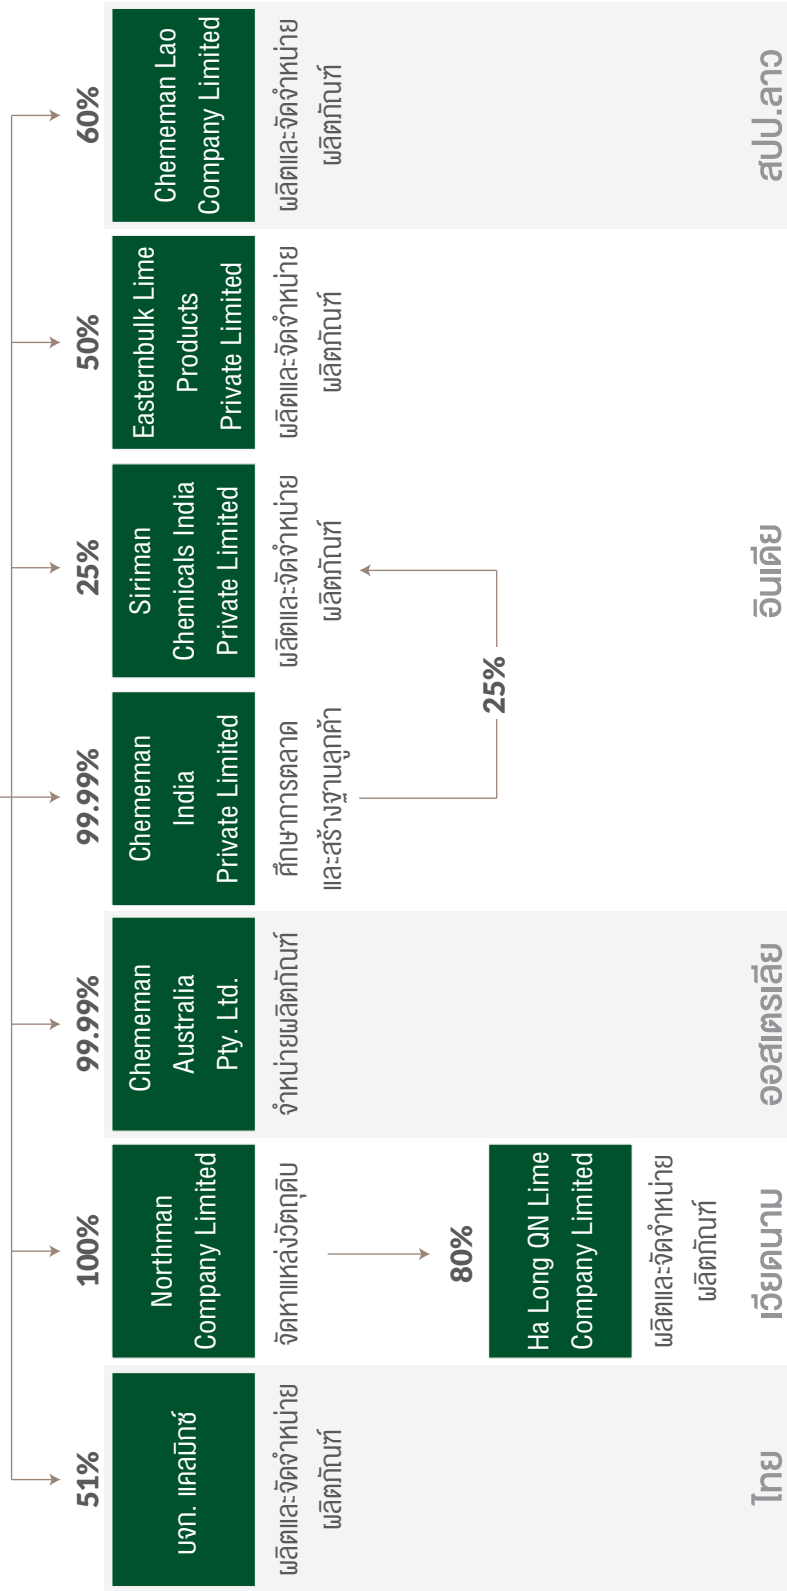 51%
บจก. แคลมิกซ์
ผลิตและจัดจำหน่าย
ผลิตภัณฑ์
ไทย
100%
Northman
Company Limited
จัดหาแหล่งวัตถุดิบ
80%
Ha Long QN Lime
Company Limited
ผลิตและจัดจำหน่าย
ผลิตภัณฑ์
เวียดนาม
99.99%
Chememan
Australia
Pty. Ltd.
จำหน่ายผลิตภัณฑ์
ออสเตรเลีย
99.99%
Chememan
India
Private Limited
ศึกษาการตลาด
และสร้างฐานลูกค้า
25%
25%
Siriman
Chemicals India
Private Limited
ผลิตและจัดจำหน่าย
ผลิตภัณฑ์
50%
Easternbulk Lime
Products
Private Limited
ผลิตและจัดจำหน่าย
ผลิตภัณฑ์
อินเดีย
60%
Chememan Lao
Company Limited
ผลิตและจัดจำหน่าย
ผลิตภัณฑ์
สปป.ลาว